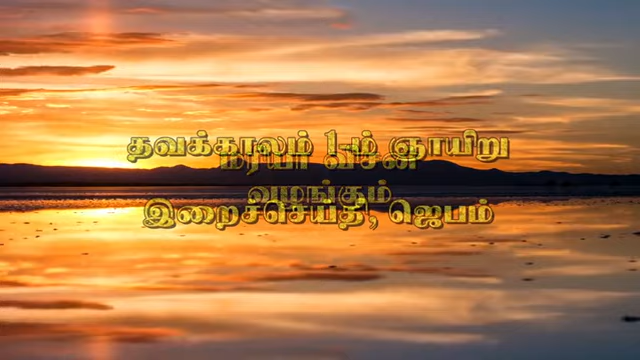 தவக்காலம் 1-ம் ஞாயிறு
வழங்கும்
இறைச்செய்தி, ஜெபம்